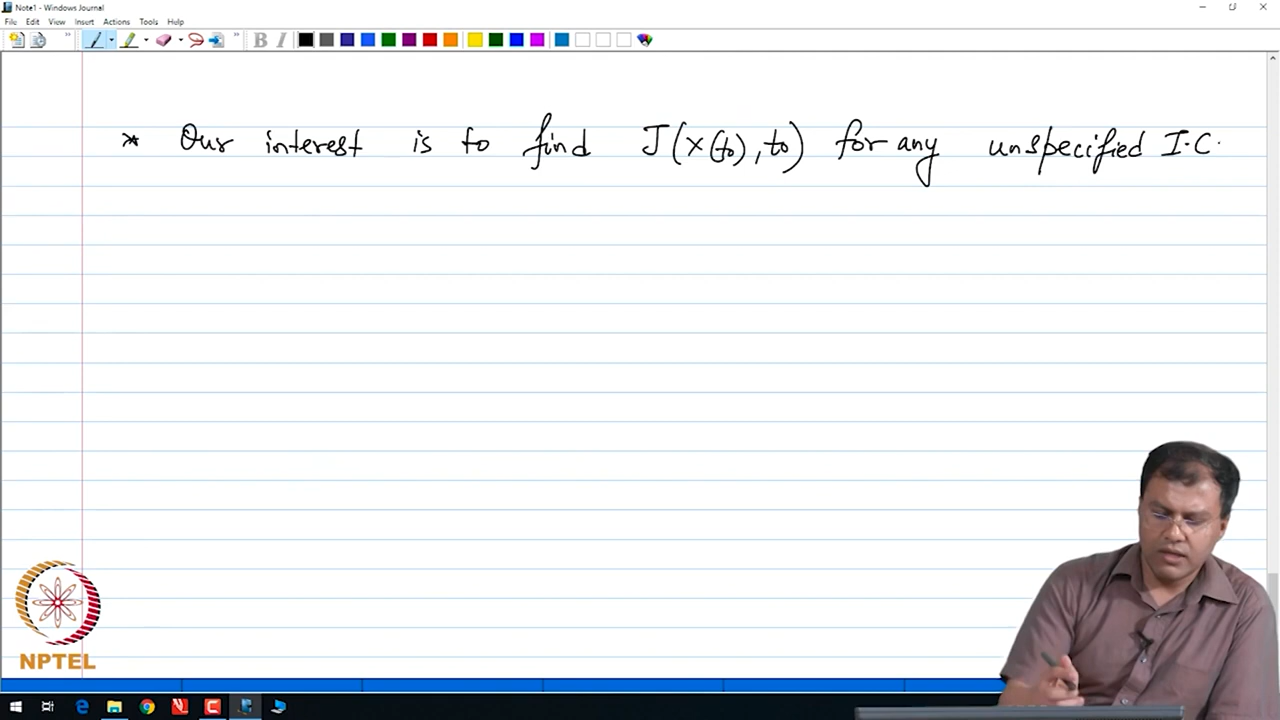 Note1 - Windows Journal
File Edit View Insert Actions Tools Help
B I
* Our interest is to find J(x(t0), t0) for any unspecified I.C.
NPTEL